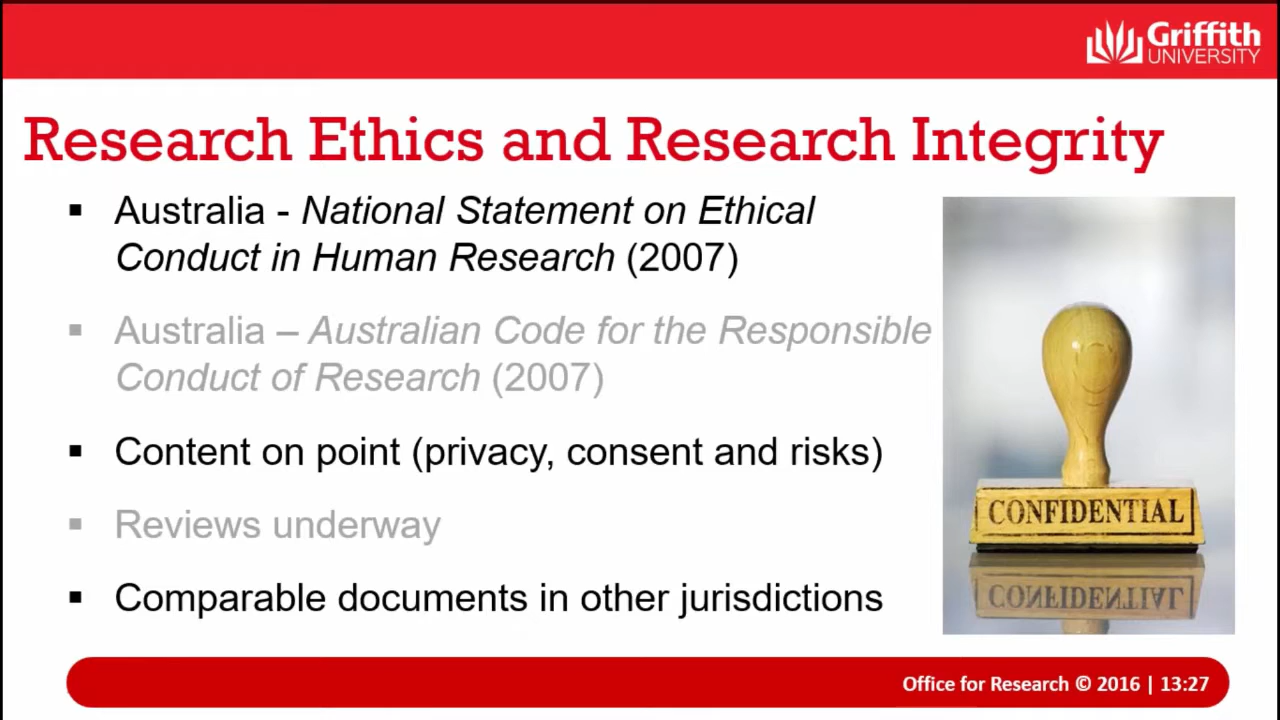 Griffith
UNIVERSITY
Research Ethics and Research Integrity
▪ Australia - National Statement on Ethical
Conduct in Human Research (2007)
▪ Australia – Australian Code for the Responsible
Conduct of Research (2007)
▪ Content on point (privacy, consent and risks)
▪ Reviews underway
▪ Comparable documents in other jurisdictions
CONFIDENTIAL
CONFIDENTIAL
Office for Research © 2016 | 13:27